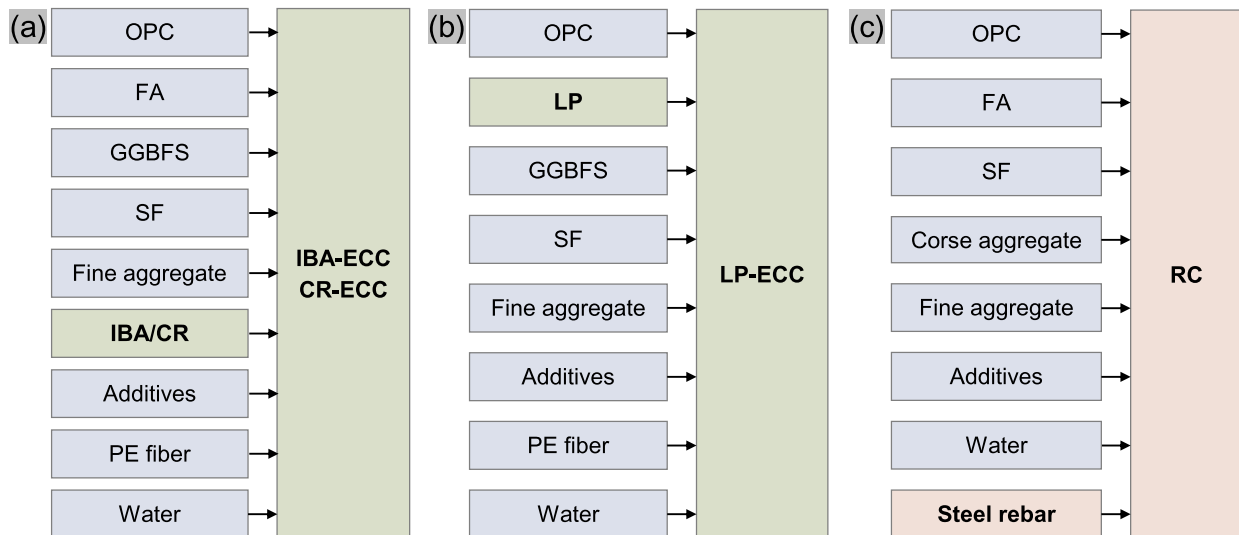 (a)
OPC
FA
GGBFS
SF
Fine aggregate
IBA/CR
Additives
PE fiber
Water
IBA-ECC
CR-ECC
(b)
OPC
LP
GGBFS
SF
Fine aggregate
Additives
PE fiber
Water
LP-ECC
(c)
OPC
FA
SF
Corse aggregate
Fine aggregate
Additives
Water
Steel rebar
RC